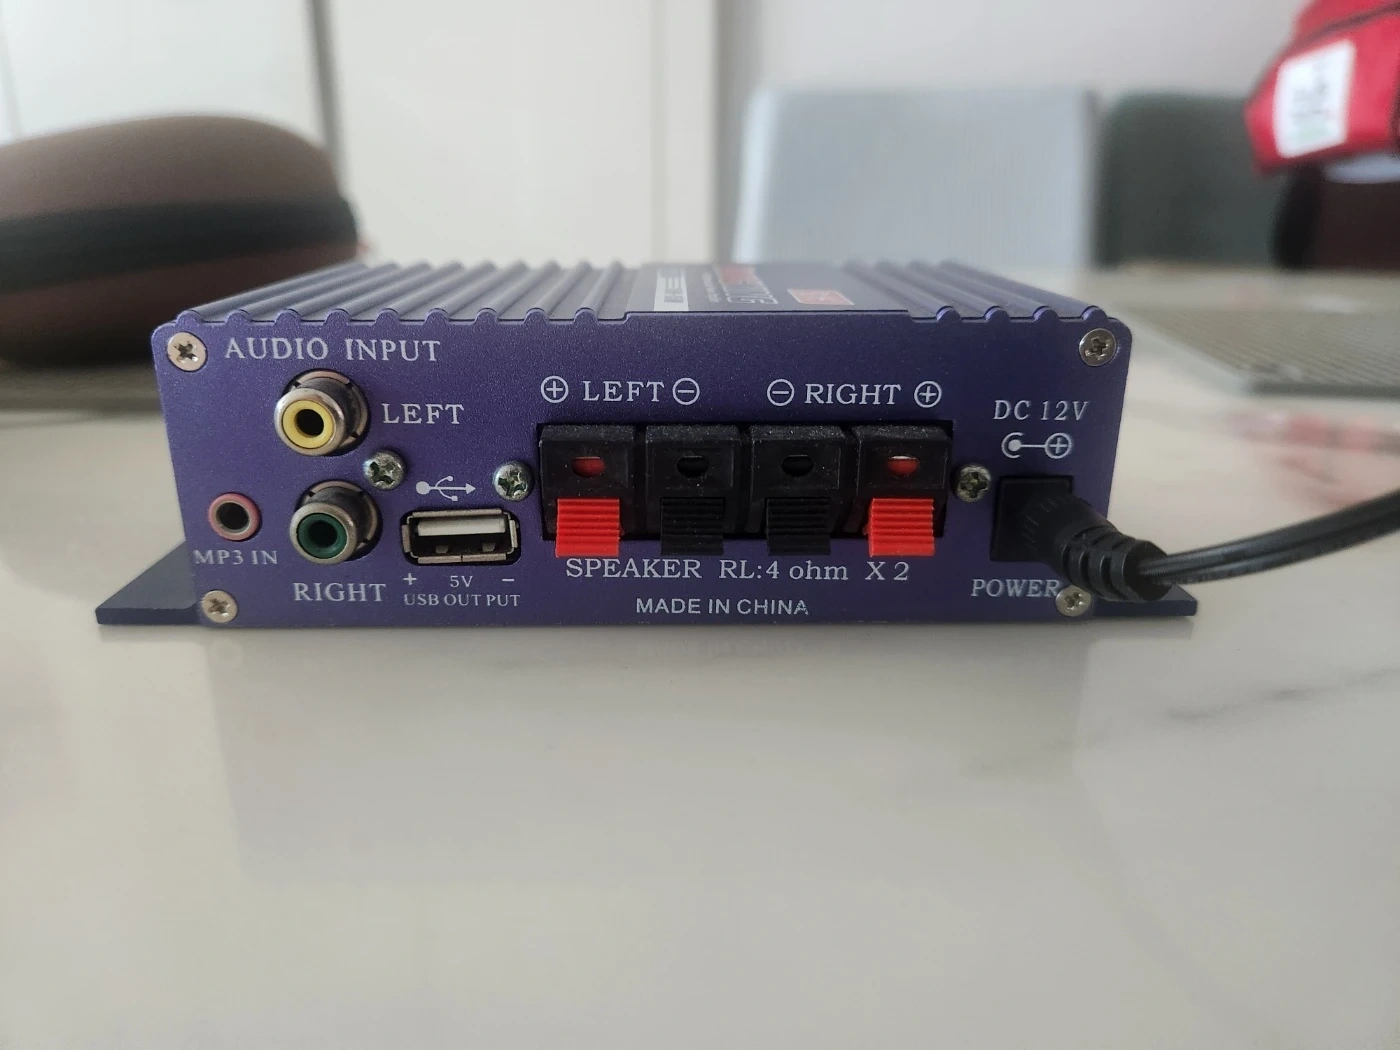 AUDIO INPUT
LEFT
⊕ LEFT ⊖
⊖ RIGHT ⊕
DC 12V
MP3 IN
RIGHT
+ 5V −
USB OUT PUT
SPEAKER RL:4 ohm X 2
MADE IN CHINA
POWER